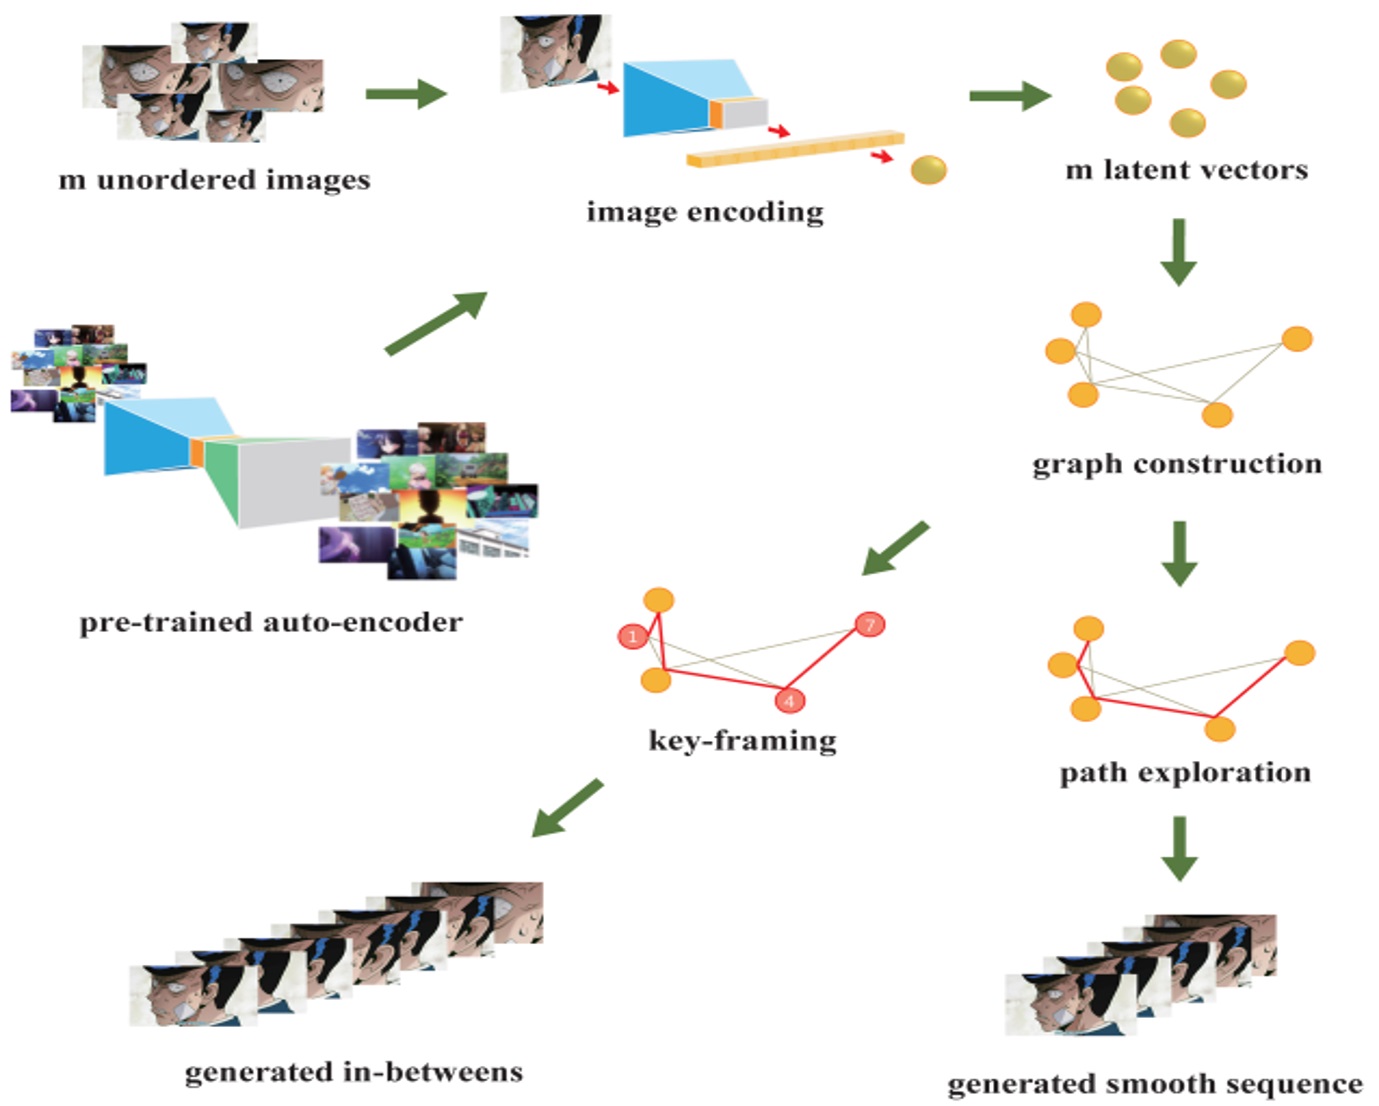 m unordered images
image encoding
m latent vectors
graph construction
pre-trained auto-encoder
1
7
4
key-framing
path exploration
generated in-betweens
generated smooth sequence